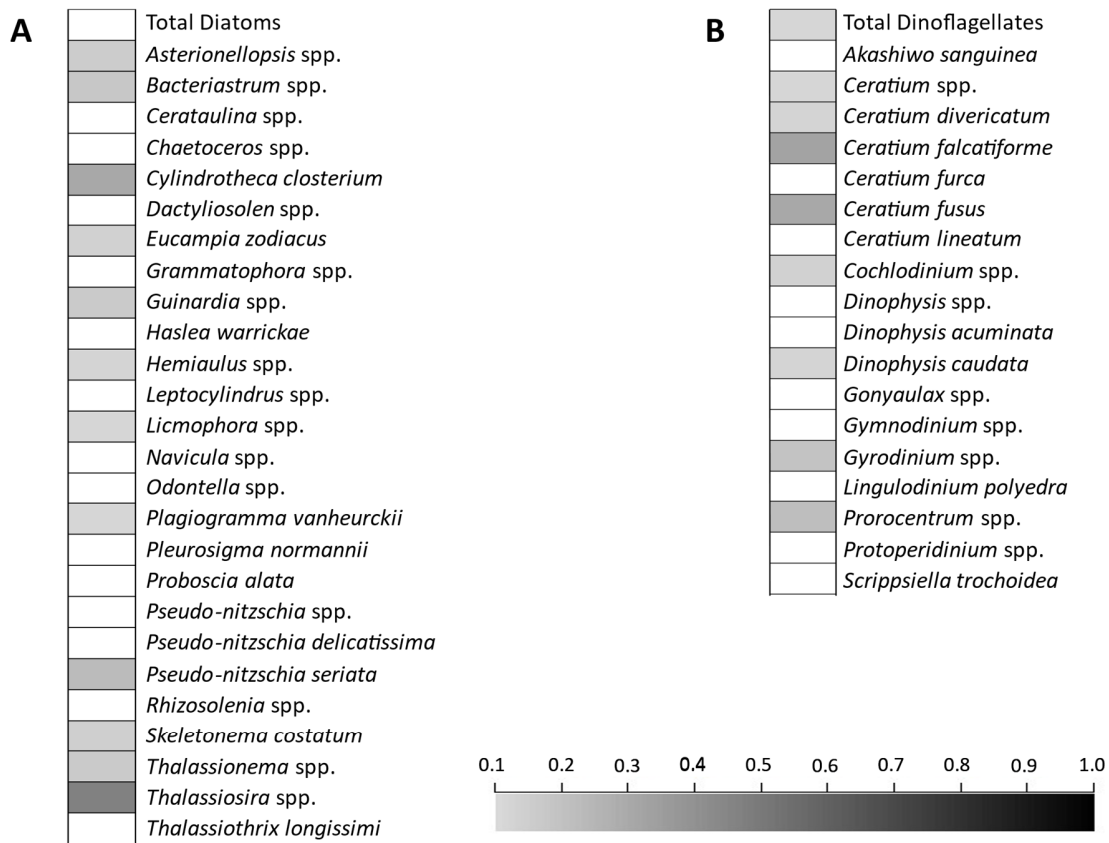 A
Total Diatoms
Asterionellopsis spp.
Bacteriastrum spp.
Cerataulina spp.
Chaetoceros spp.
Cylindrotheca closterium
Dactyliosolen spp.
Eucampia zodiacus
Grammatophora spp.
Guinardia spp.
Haslea warrickae
Hemiaulus spp.
Leptocylindrus spp.
Licmophora spp.
Navicula spp.
Odontella spp.
Plagiogramma vanheurckii
Pleurosigma normannii
Proboscia alata
Pseudo-nitzschia spp.
Pseudo-nitzschia delicatissima
Pseudo-nitzschia seriata
Rhizosolenia spp.
Skeletonema costatum
Thalassionema spp.
Thalassiosira spp.
Thalassiothrix longissimi
B
Total Dinoflagellates
Akashiwo sanguinea
Ceratium spp.
Ceratium divericatum
Ceratium falcatiforme
Ceratium furca
Ceratium fusus
Ceratium lineatum
Cochlodinium spp.
Dinophysis spp.
Dinophysis acuminata
Dinophysis caudata
Gonyaulax spp.
Gymnodinium spp.
Gyrodinium spp.
Lingulodinium polyedra
Prorocentrum spp.
Protoperidinium spp.
Scrippsiella trochoidea
0.1 0.2 0.3 0.4 0.5 0.6 0.7 0.8 0.9 1.0